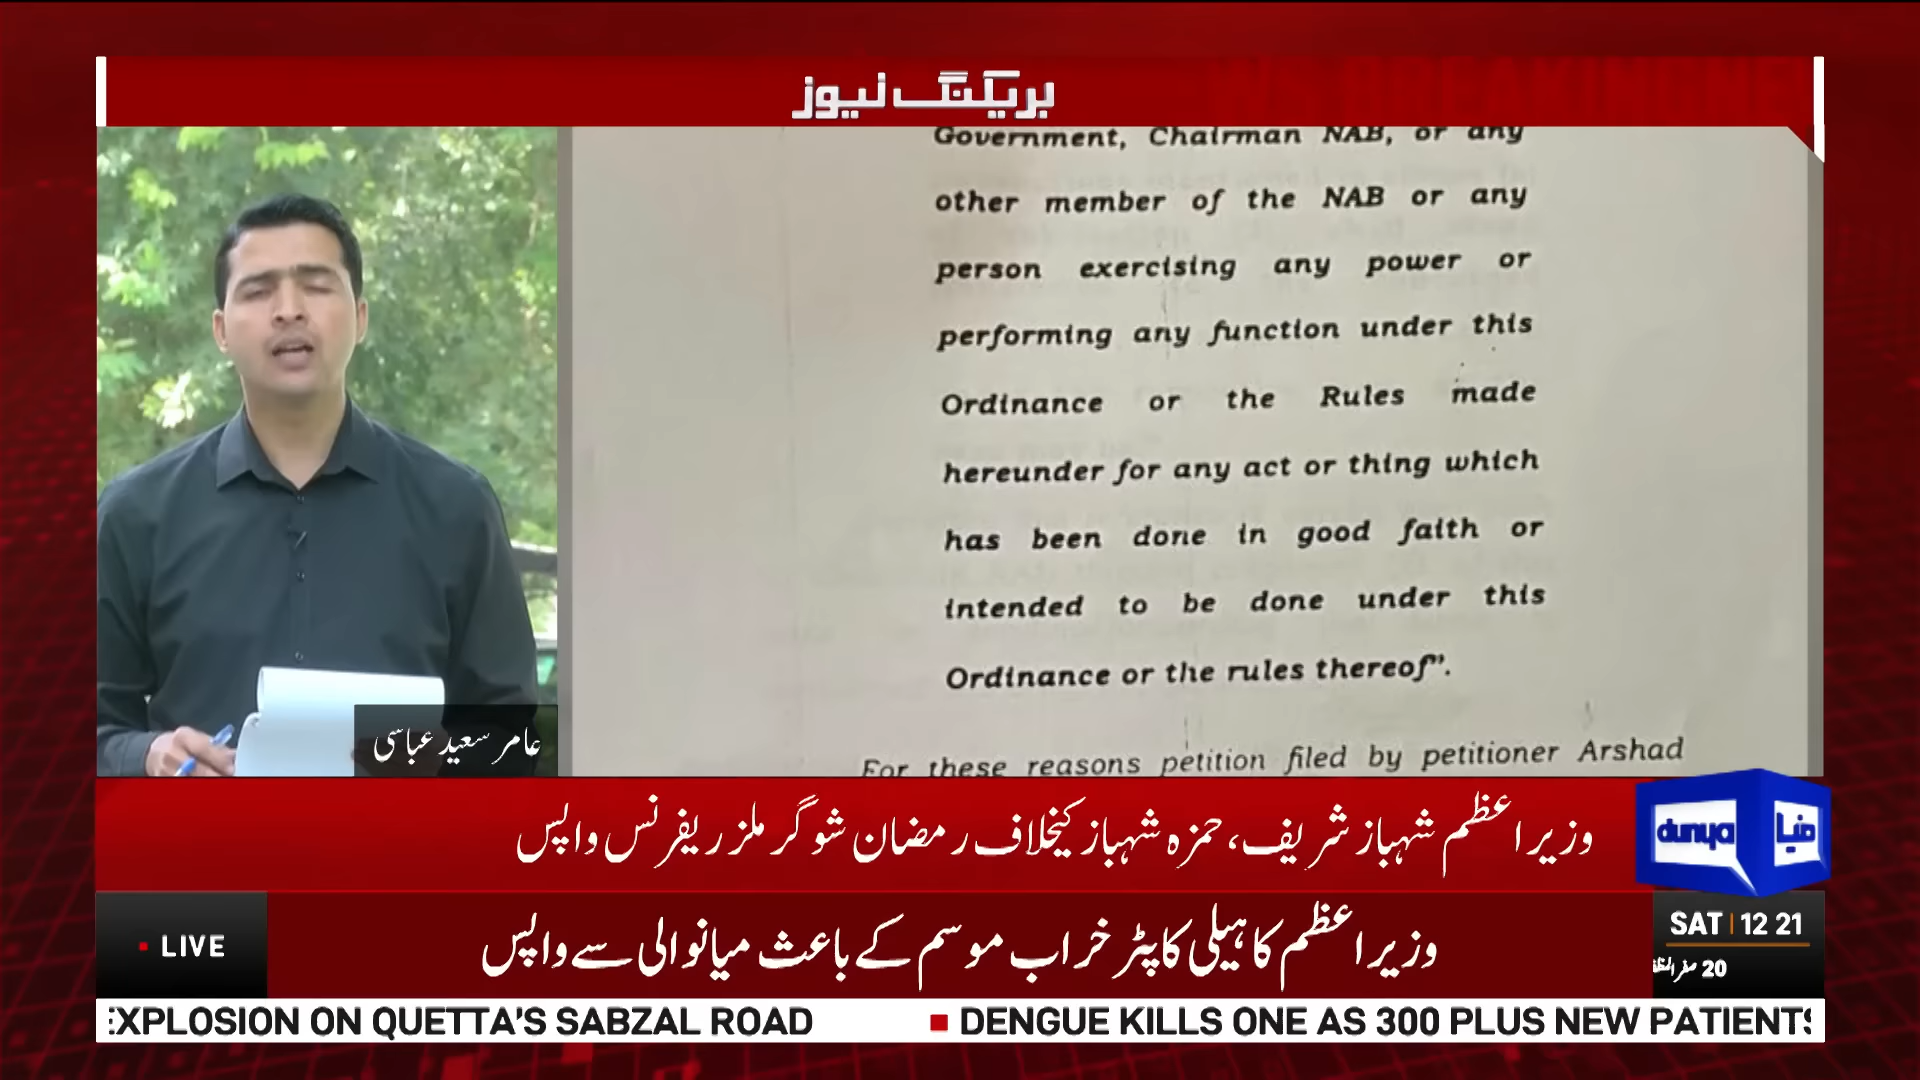 بریکنگ نیوز
Government, Chairman NAB, or any
other member of the NAB or any
person exercising any power or
performing any function under this
Ordinance or the Rules made
hereunder for any act or thing which
has been done in good faith or
intended to be done under this
Ordinance or the rules thereof”.
For these reasons petition filed by petitioner Arshad
عامر سعید عباسی
وزیراعظم شہباز شریف، حمزہ شہباز کیخلاف رمضان شوگر ملز ریفرنس واپس
dunya دنیا
وزیراعظم کا ہیلی کاپٹر خراب موسم کے باعث میانوالی سے واپس
LIVE
SAT | 12 21
20 صفر المظفر
EXPLOSION ON QUETTA'S SABZAL ROAD
DENGUE KILLS ONE AS 300 PLUS NEW PATIENTS